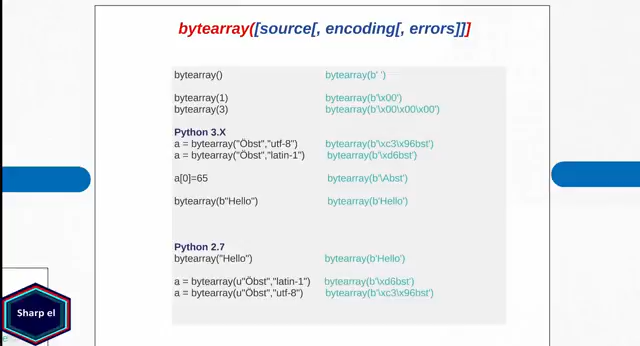 bytearray([source[, encoding[, errors]]]
bytearray() bytearray(b' ')
bytearray(1) bytearray(b'\x00')
bytearray(3) bytearray(b'\x00\x00\x00')
Python 3.X
a = bytearray("Öbst","utf-8") bytearray(b'\xc3\x96bst')
a = bytearray("Öbst","latin-1") bytearray(b'\xd6bst')
a[0]=65 bytearray(b'\Abst')
bytearray(b"Hello") bytearray(b'Hello')
Python 2.7
bytearray("Hello") bytearray(b'Hello')
a = bytearray(u"Öbst","latin-1") bytearray(b'\xd6bst')
a = bytearray(u"Öbst","utf-8") bytearray(b'\xc3\x96bst')
Sharp el
e